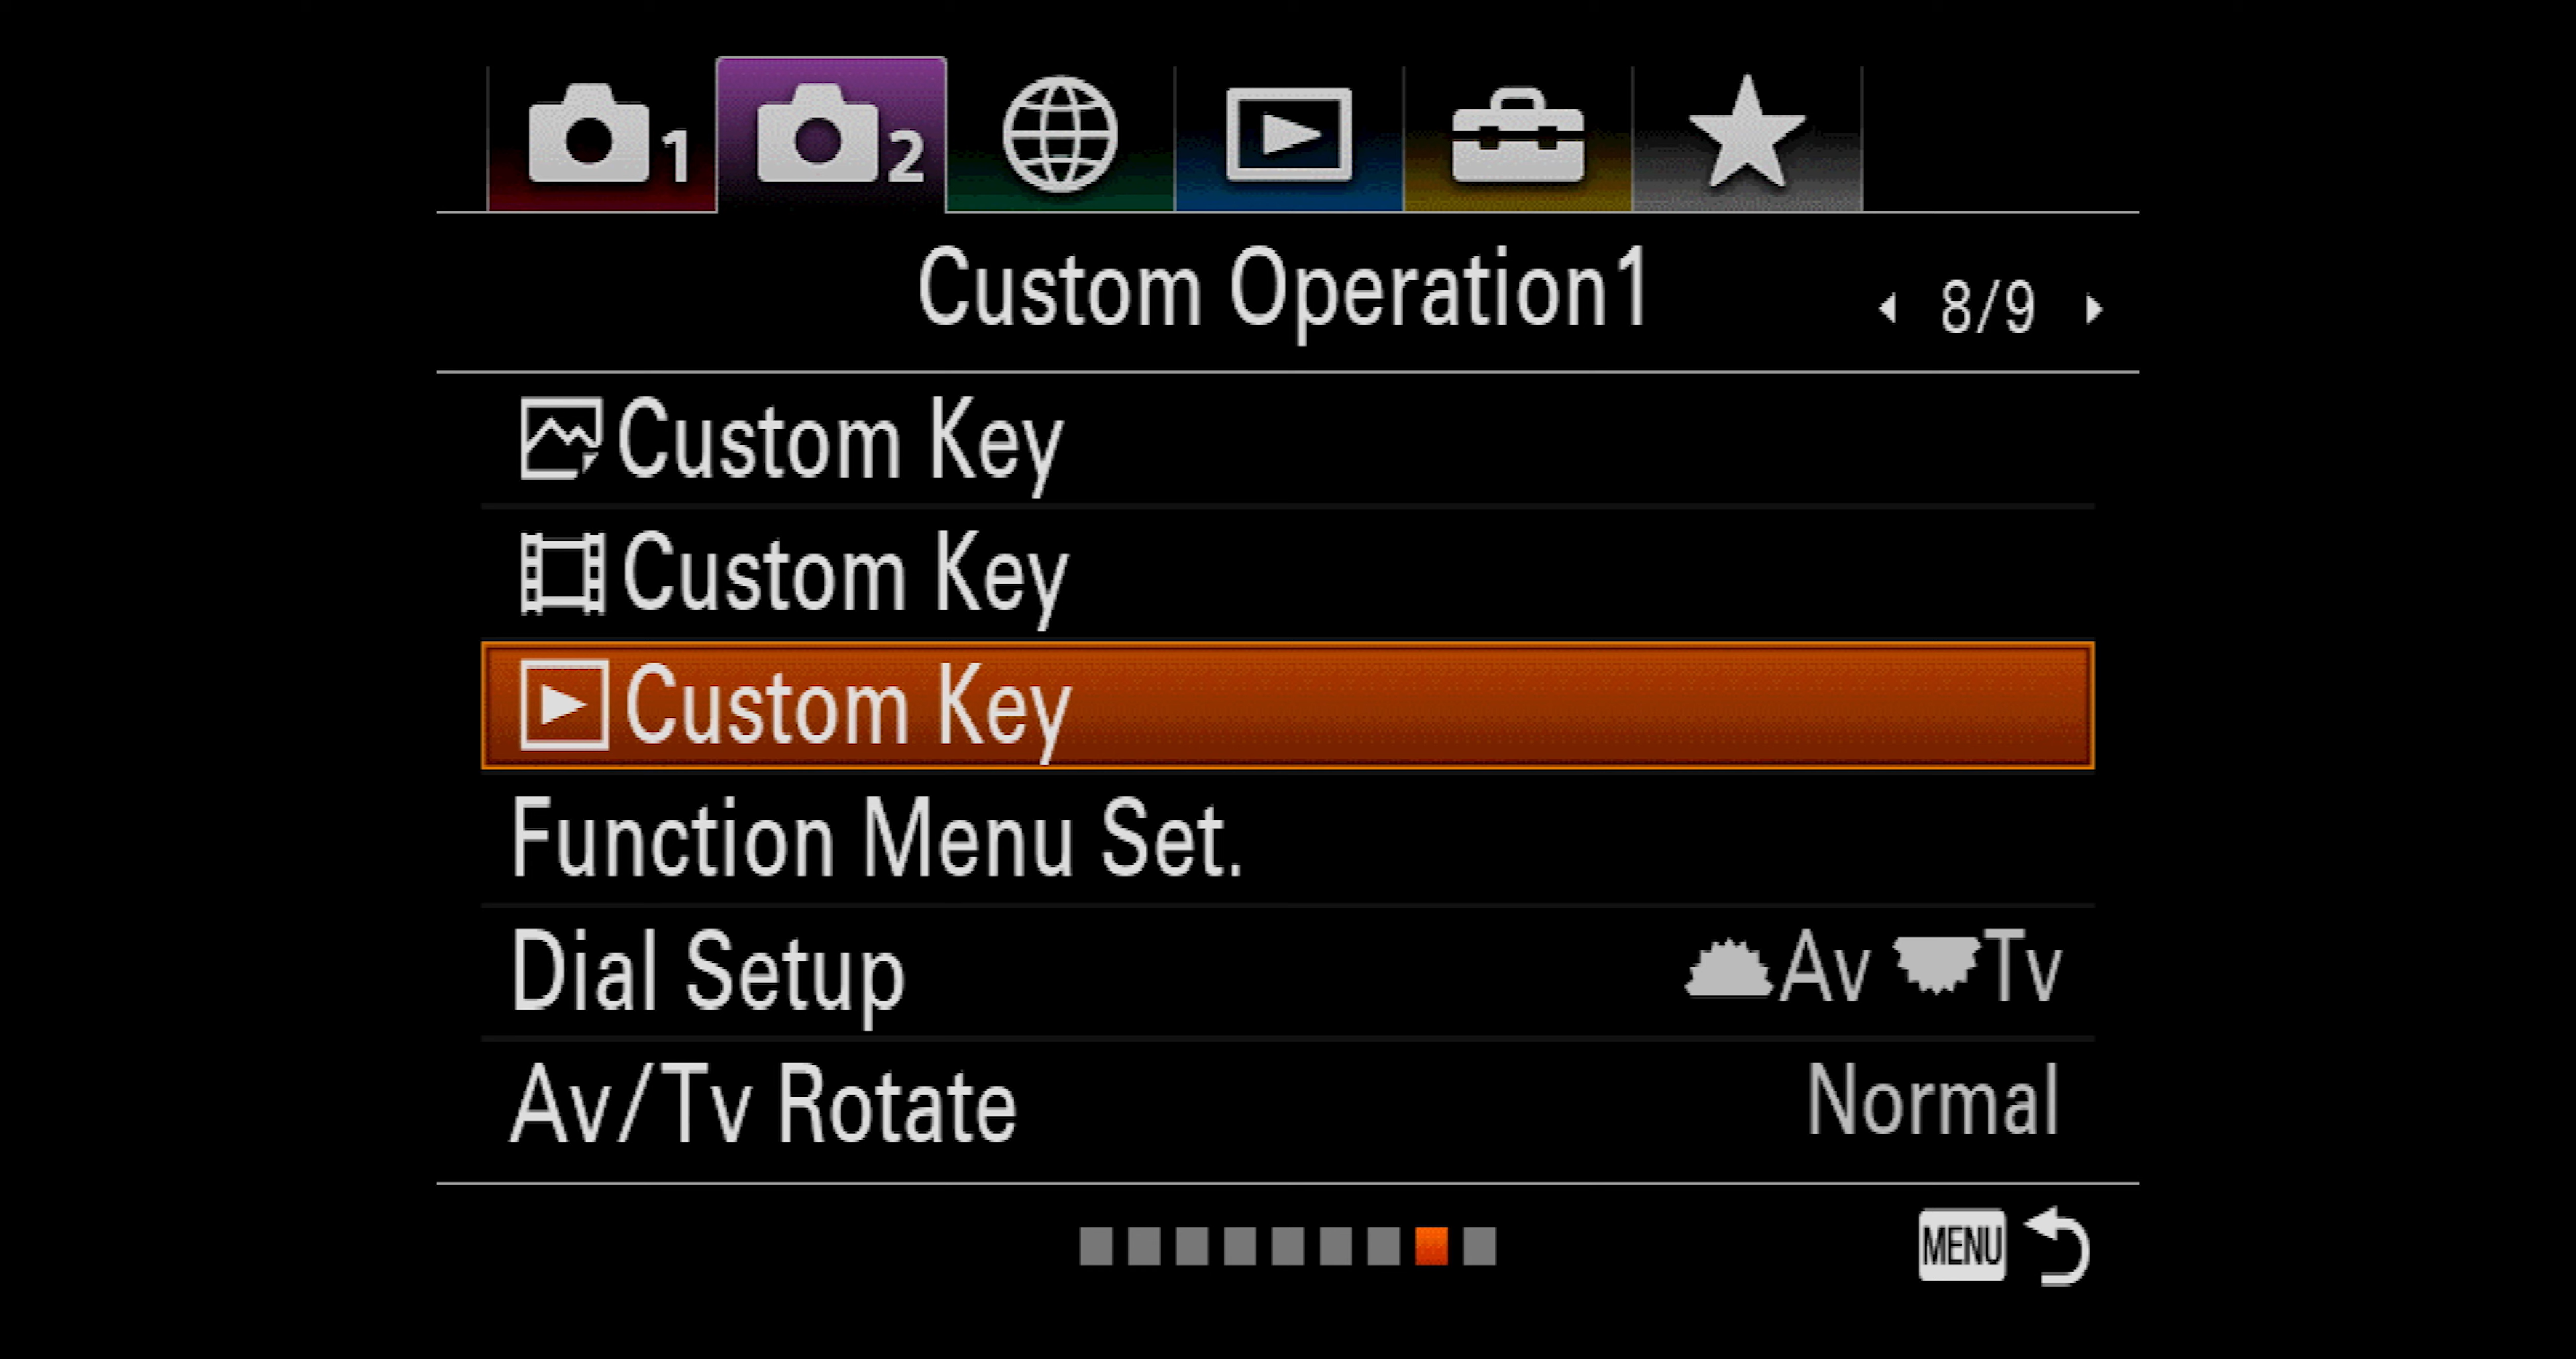 1 2
Custom Operation1
8/9
Custom Key
Custom Key
Custom Key
Function Menu Set.
Dial Setup Av Tv
Av/Tv Rotate Normal
MENU